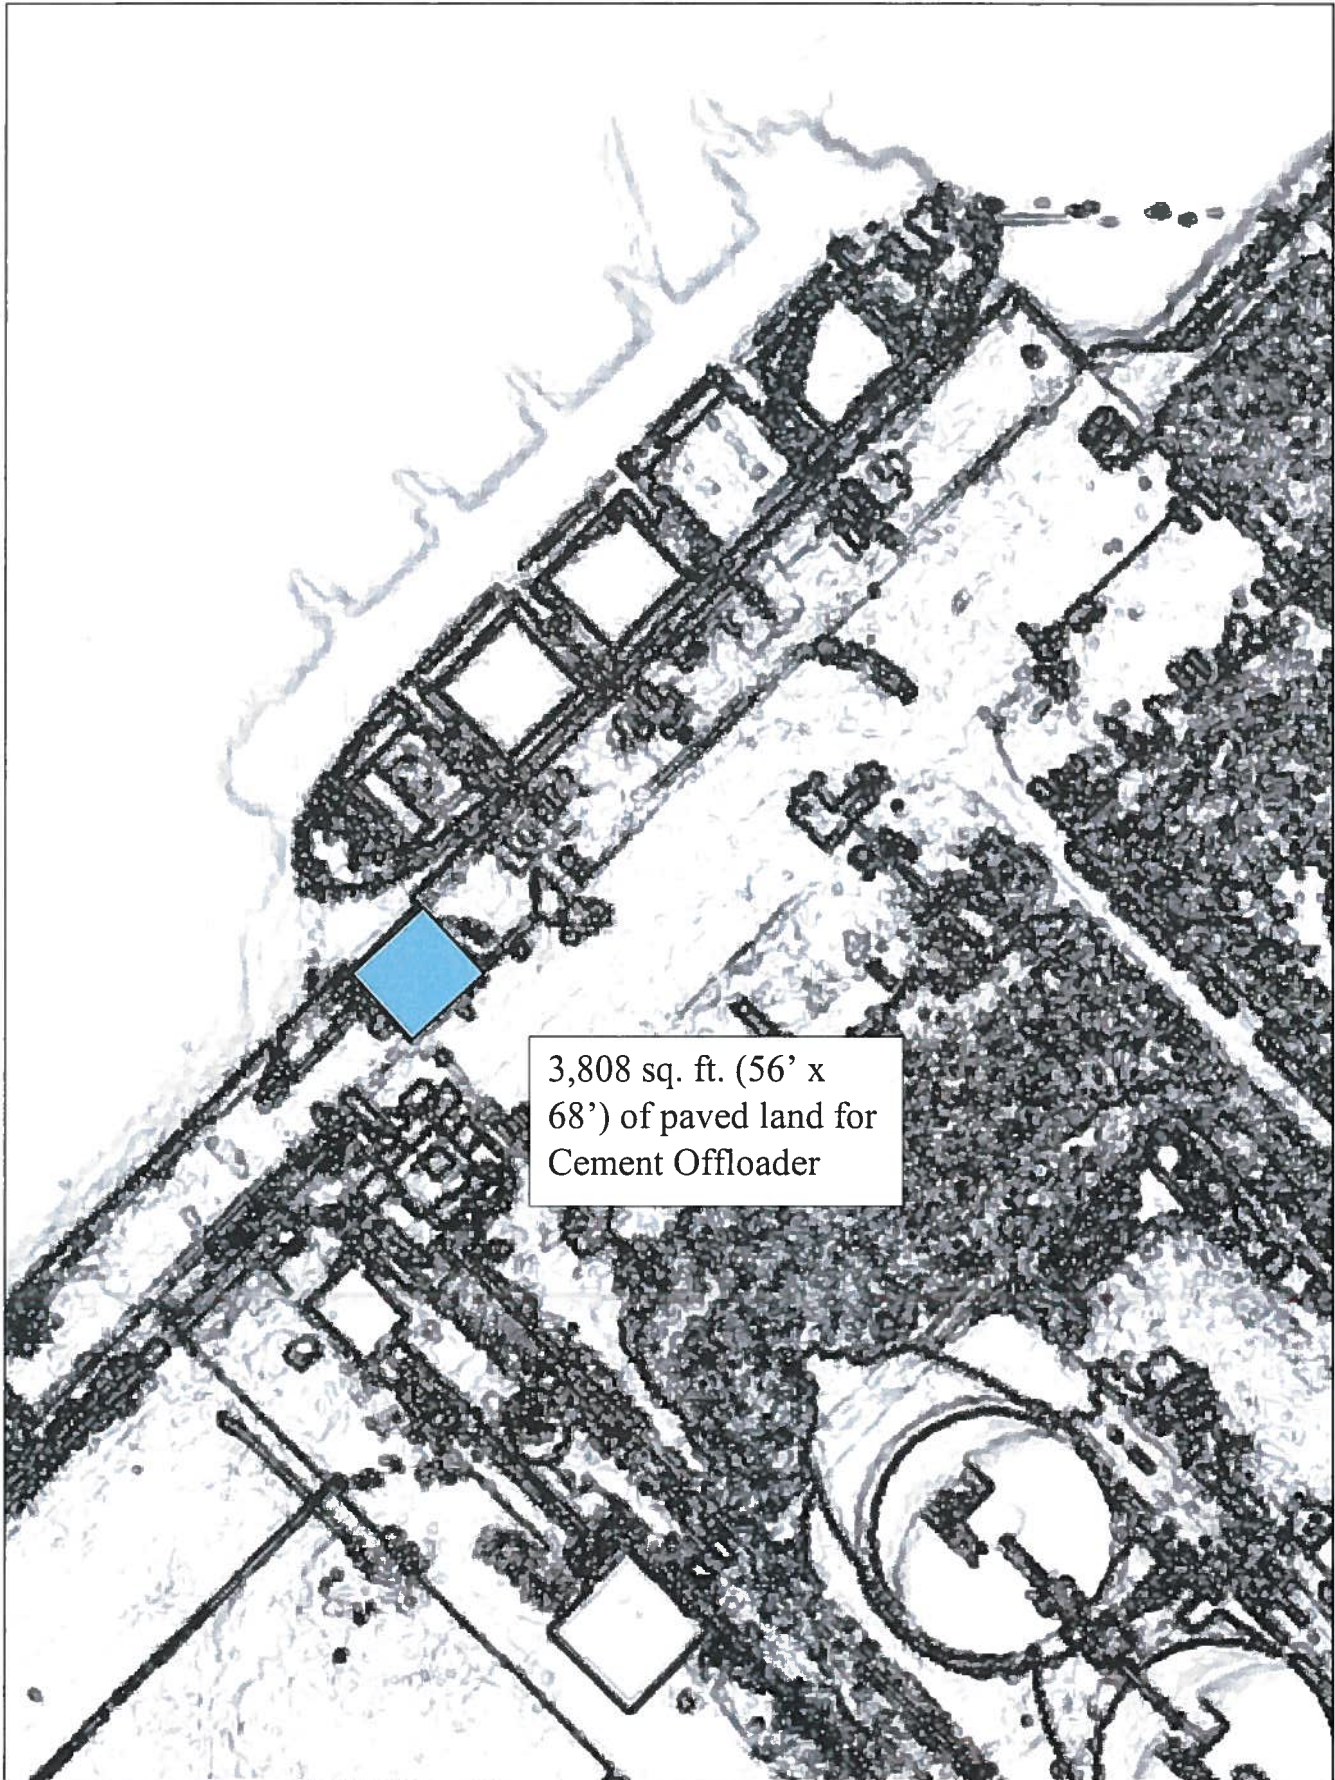 3,808 sq. ft. (56’ x
68’) of paved land for
Cement Offloader